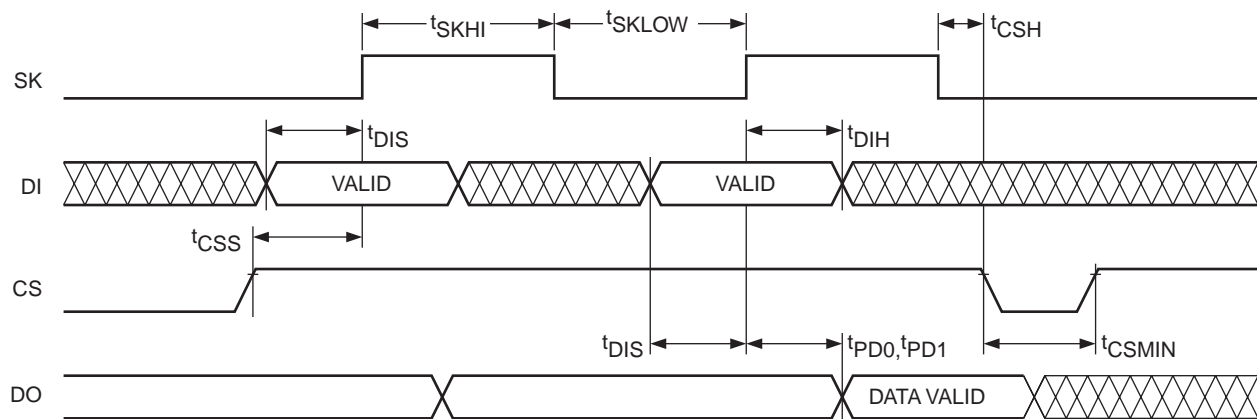 tSKHI tSKLOW tCSH
SK
tDIS tDIH
DI VALID VALID
tCSS
CS
tDIS tPD0,tPD1 tCSMIN
DO DATA VALID